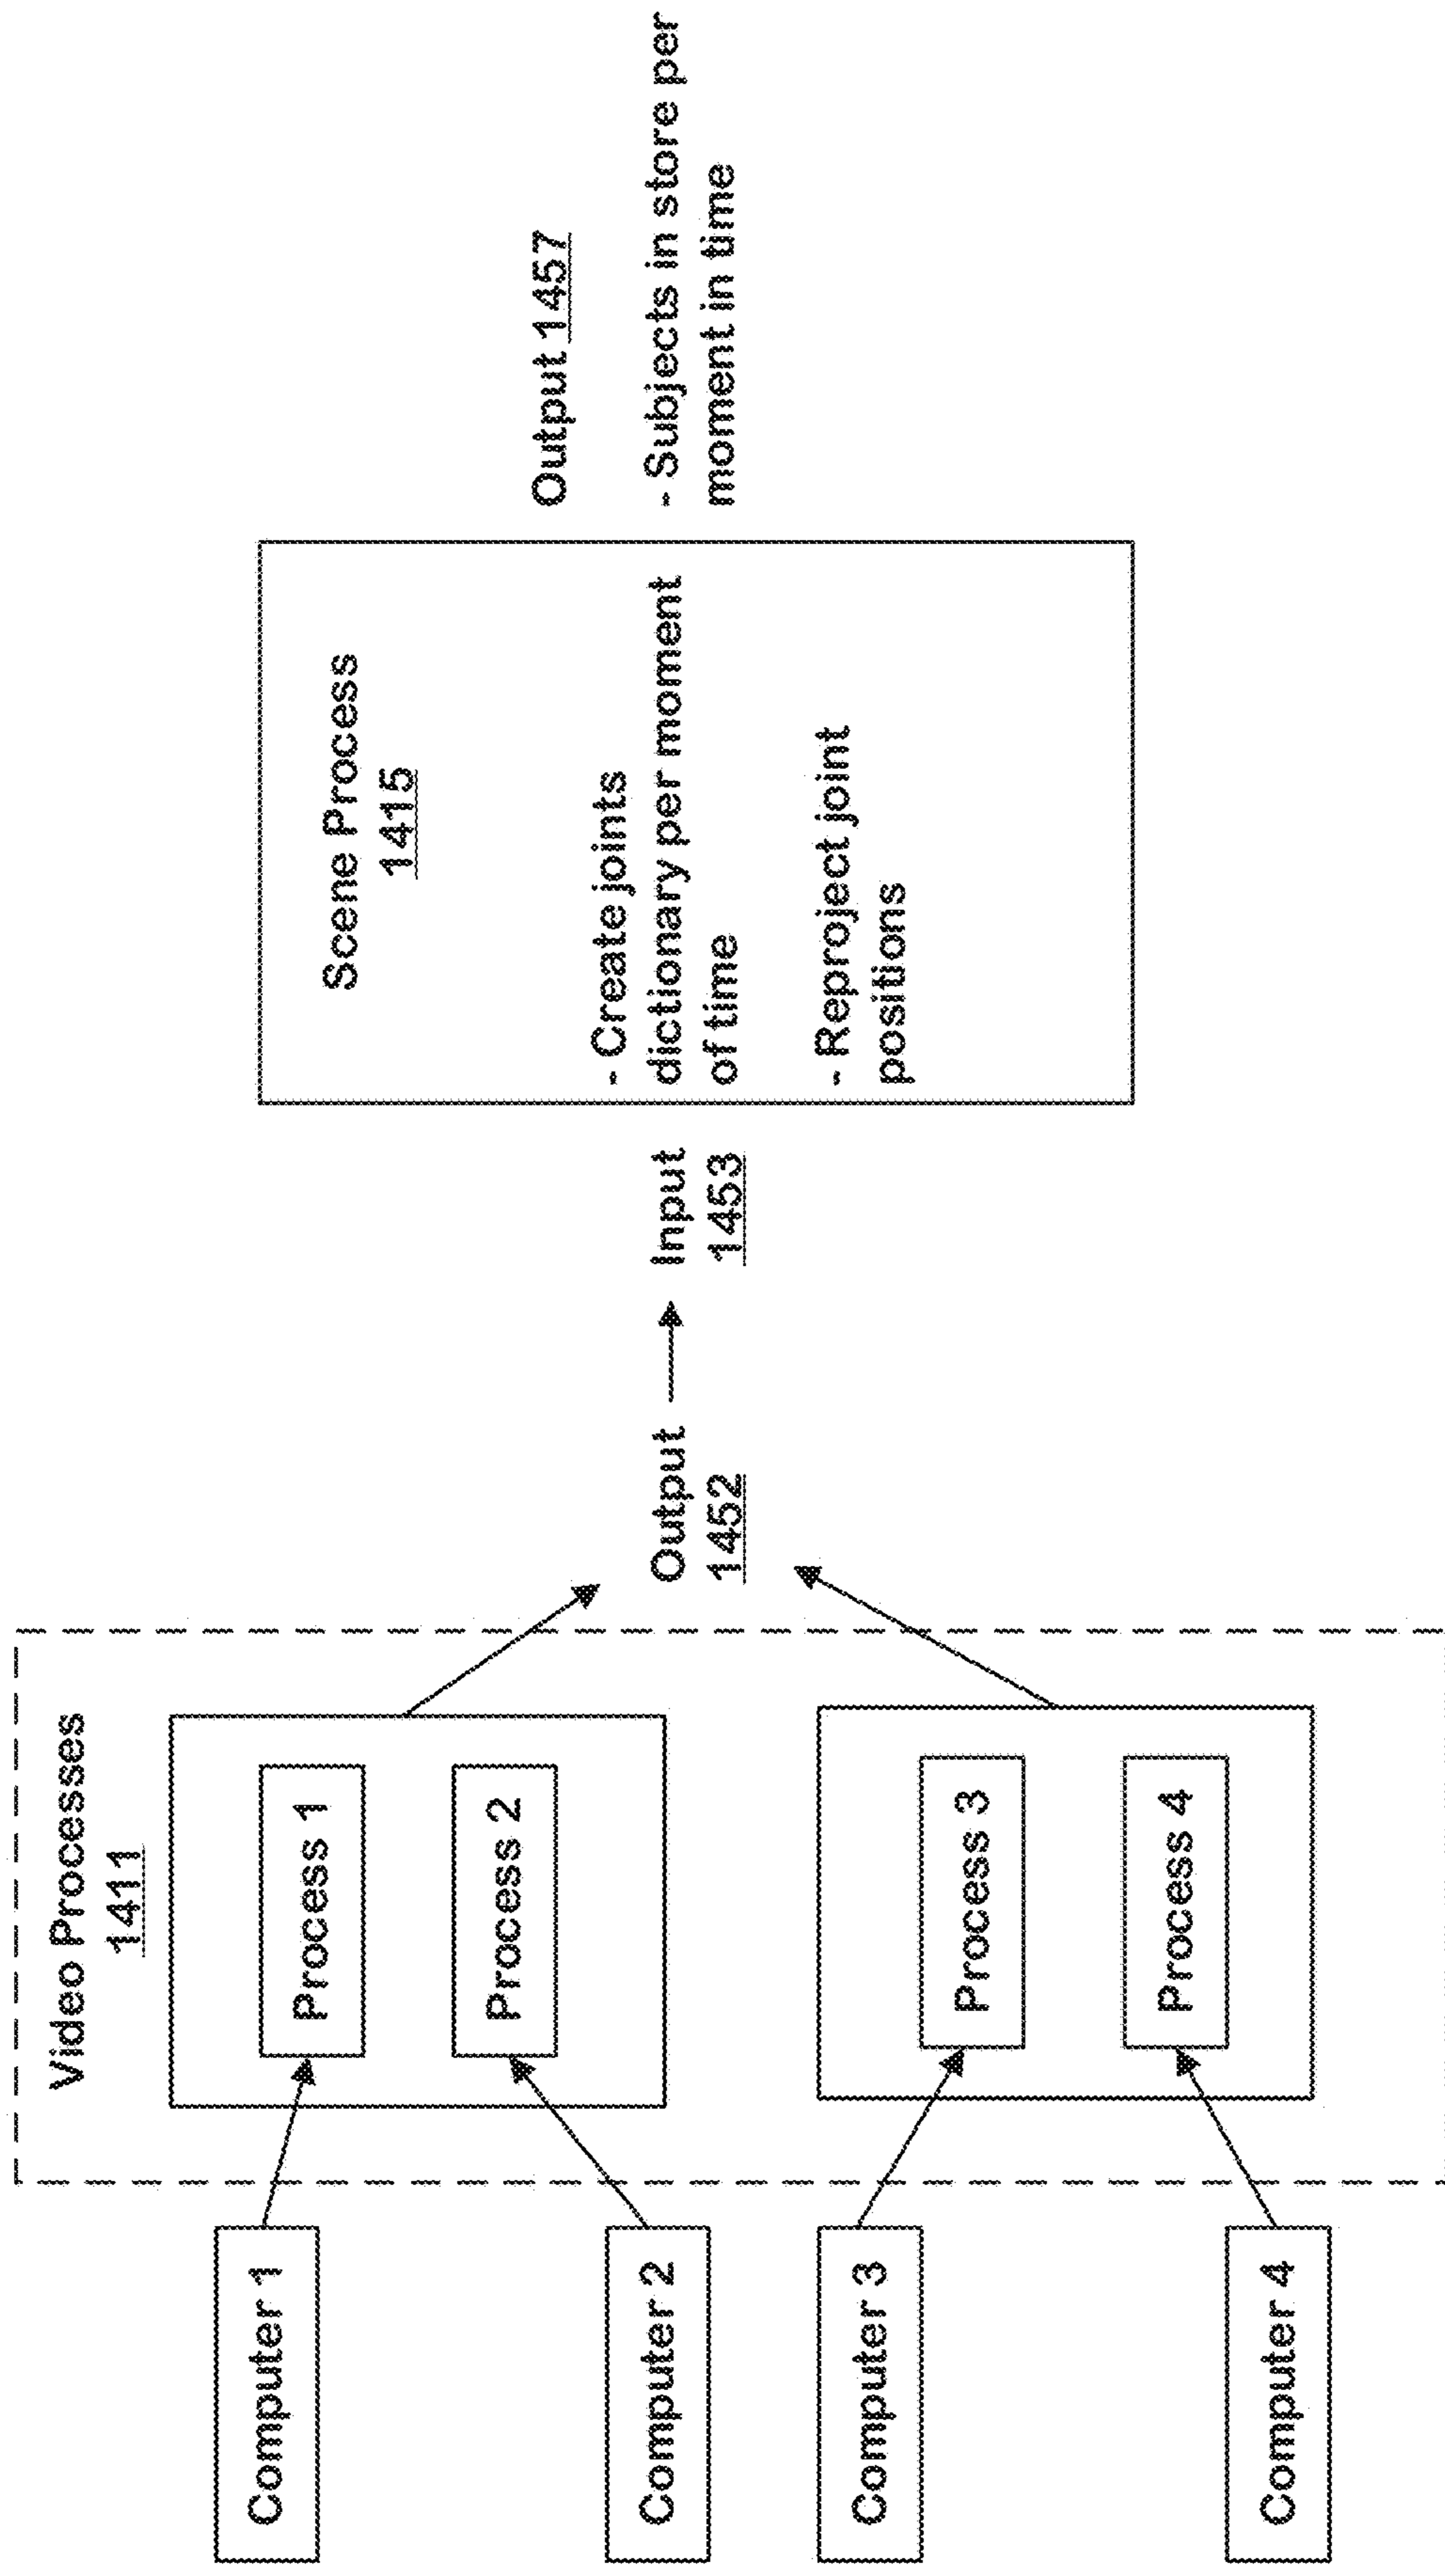 Video Processes
1411
Computer 1
Process 1
Computer 2
Process 2
Computer 3
Process 3
Computer 4
Process 4
Output
1452
Input
1453
Scene Process
1415
- Create joints
dictionary per moment
of time
- Reproject joint
positions
Output 1457
- Subjects in store per
moment in time